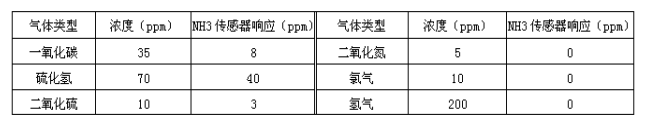 气体类型 浓度（ppm） NH3传感器响应（ppm） 气体类型 浓度（ppm） NH3传感器响应（ppm）
一氧化碳 35 8 二氧化氮 5 0
硫化氢 70 40 氯气 10 0
二氧化硫 10 3 氢气 200 0